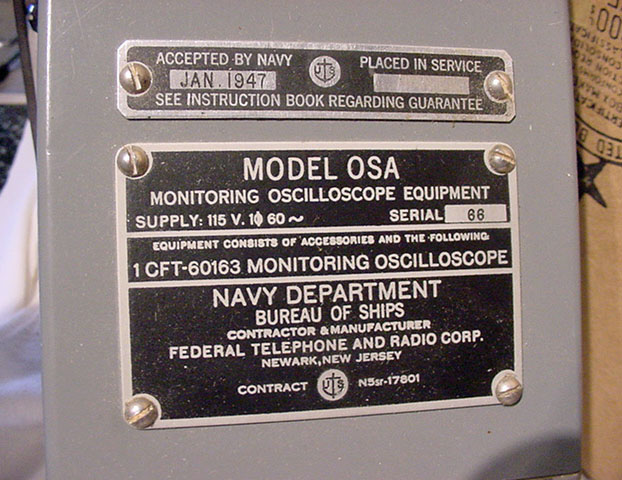 ACCEPTED BY NAVY PLACED IN SERVICE
JAN. 1947
SEE INSTRUCTION BOOK REGARDING GUARANTEE
MODEL OSA
MONITORING OSCILLOSCOPE EQUIPMENT
SUPPLY: 115 V. 1ϕ 60 ~ SERIAL 66
EQUIPMENT CONSISTS OF ACCESSORIES AND THE FOLLOWING:
1 CFT-60163 MONITORING OSCILLOSCOPE
NAVY DEPARTMENT
BUREAU OF SHIPS
CONTRACTOR & MANUFACTURER
FEDERAL TELEPHONE AND RADIO CORP.
NEWARK, NEW JERSEY
CONTRACT US N5sr-17801